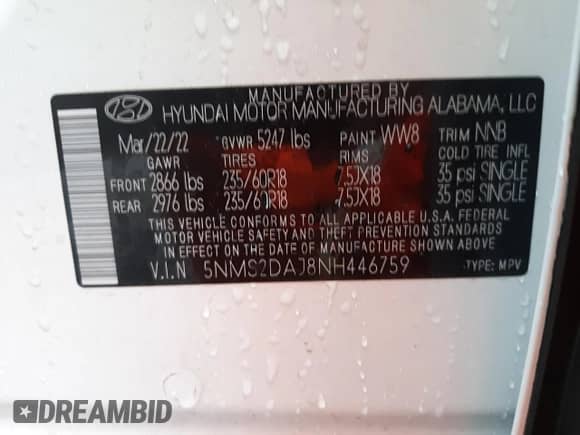 MANUFACTURED BY
HYUNDAI MOTOR MANUFACTURING ALABAMA, LLC
Mar/22/22 GVWR 5247 lbs PAINT WW8 TRIM NNB
GAWR TIRES RIMS COLD TIRE INFL
FRONT 2866 lbs 235/60R18 7.5JX18 35 psi SINGLE
REAR 2976 lbs 235/60R18 7.5JX18 35 psi SINGLE
THIS VEHICLE CONFORMS TO ALL APPLICABLE U.S.A. FEDERAL
MOTOR VEHICLE SAFETY AND THEFT PREVENTION STANDARDS
IN EFFECT ON THE DATE OF MANUFACTURE SHOWN ABOVE.
V.I.N 5NMS2DAJ8NH446759 TYPE: MPV
DREAMBID